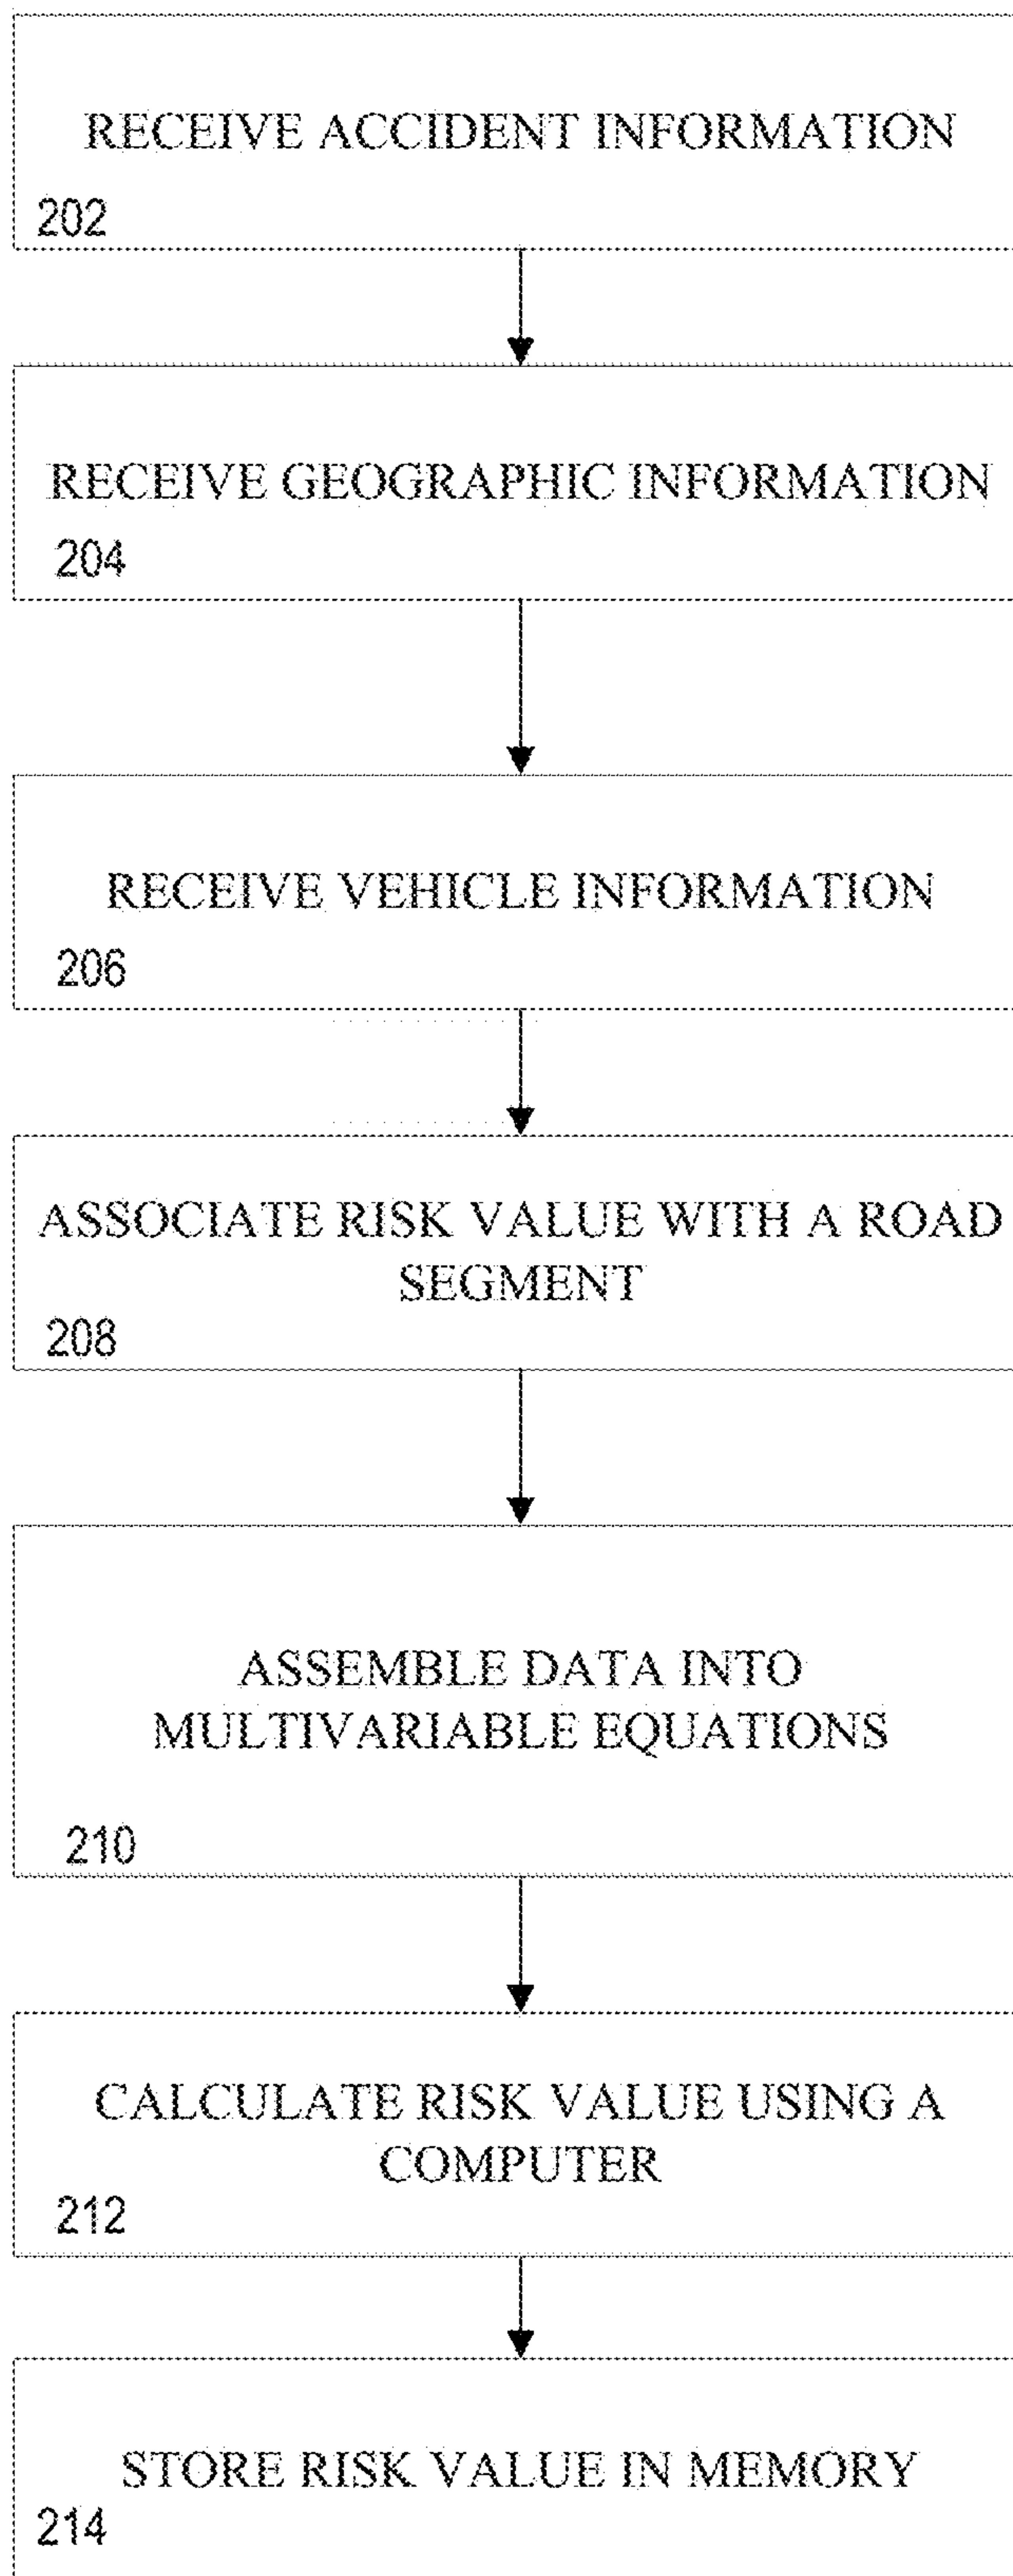 RECEIVE ACCIDENT INFORMATION
202
RECEIVE GEOGRAPHIC INFORMATION
204
RECEIVE VEHICLE INFORMATION
206
ASSOCIATE RISK VALUE WITH A ROAD
SEGMENT
208
ASSEMBLE DATA INTO
MULTIVARIABLE EQUATIONS
210
CALCULATE RISK VALUE USING A
COMPUTER
212
STORE RISK VALUE IN MEMORY
214